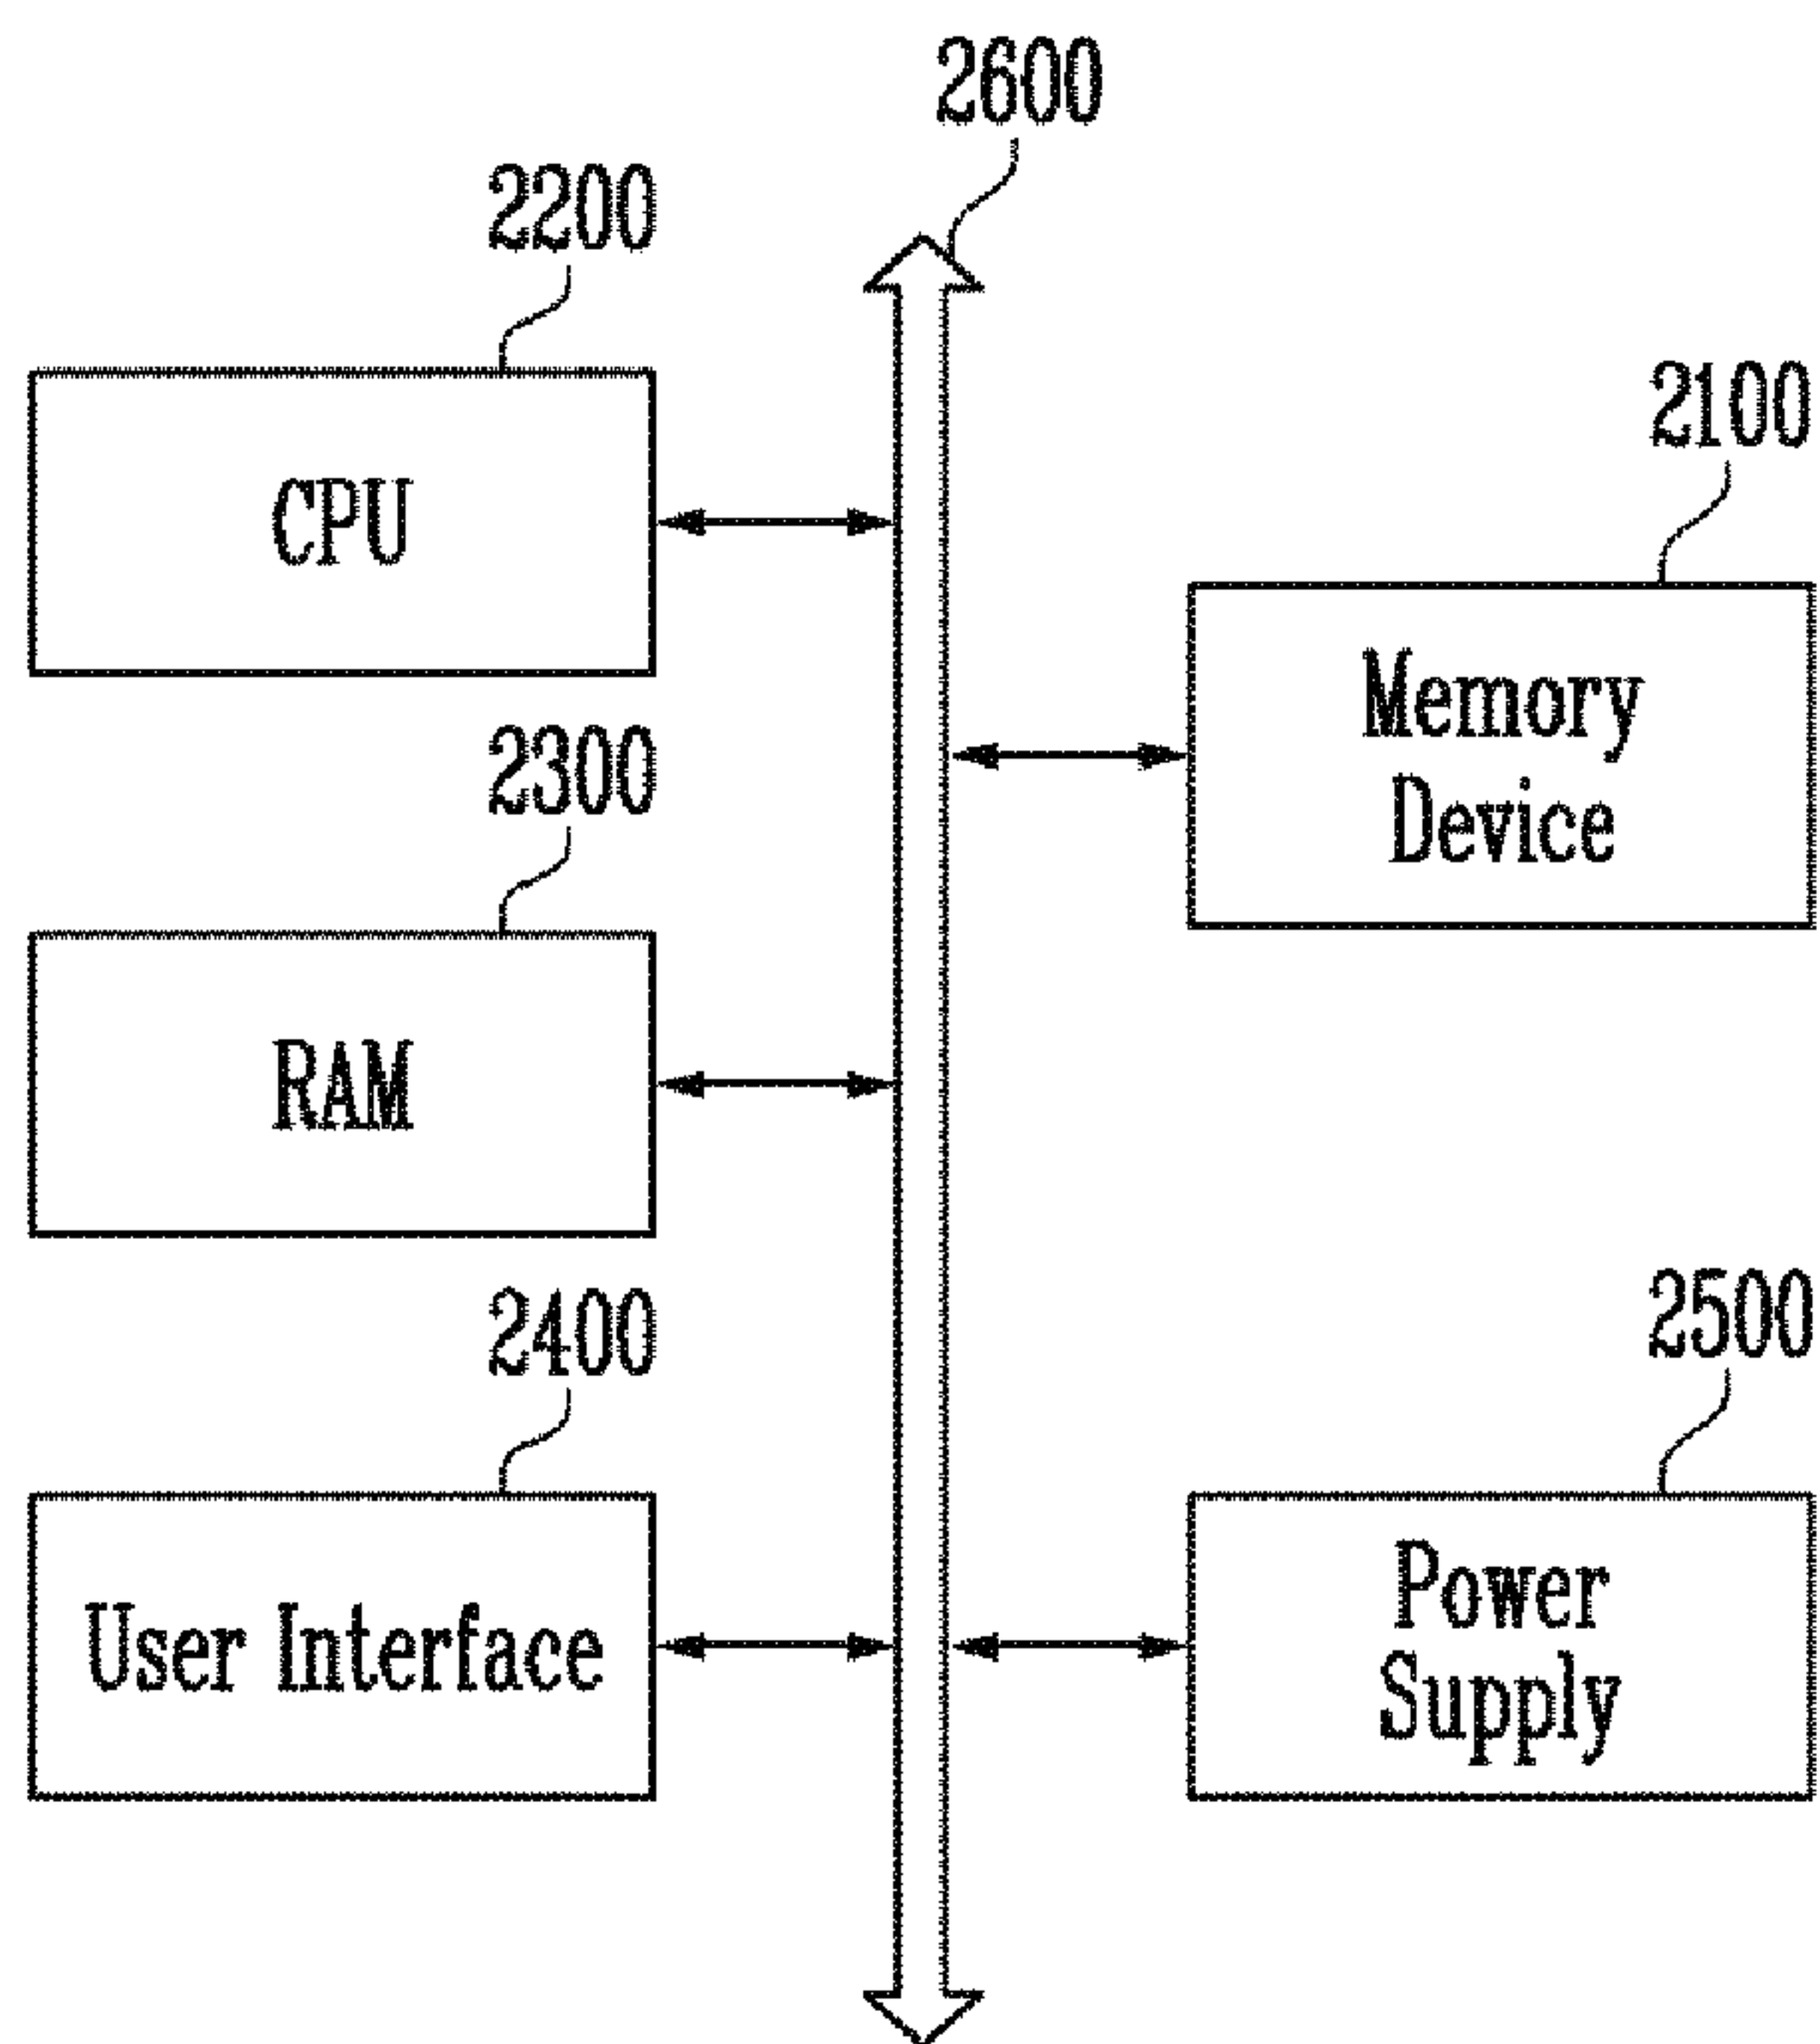 2600
2200
CPU
2100
Memory
Device
2300
RAM
2400
User Interface
2500
Power
Supply